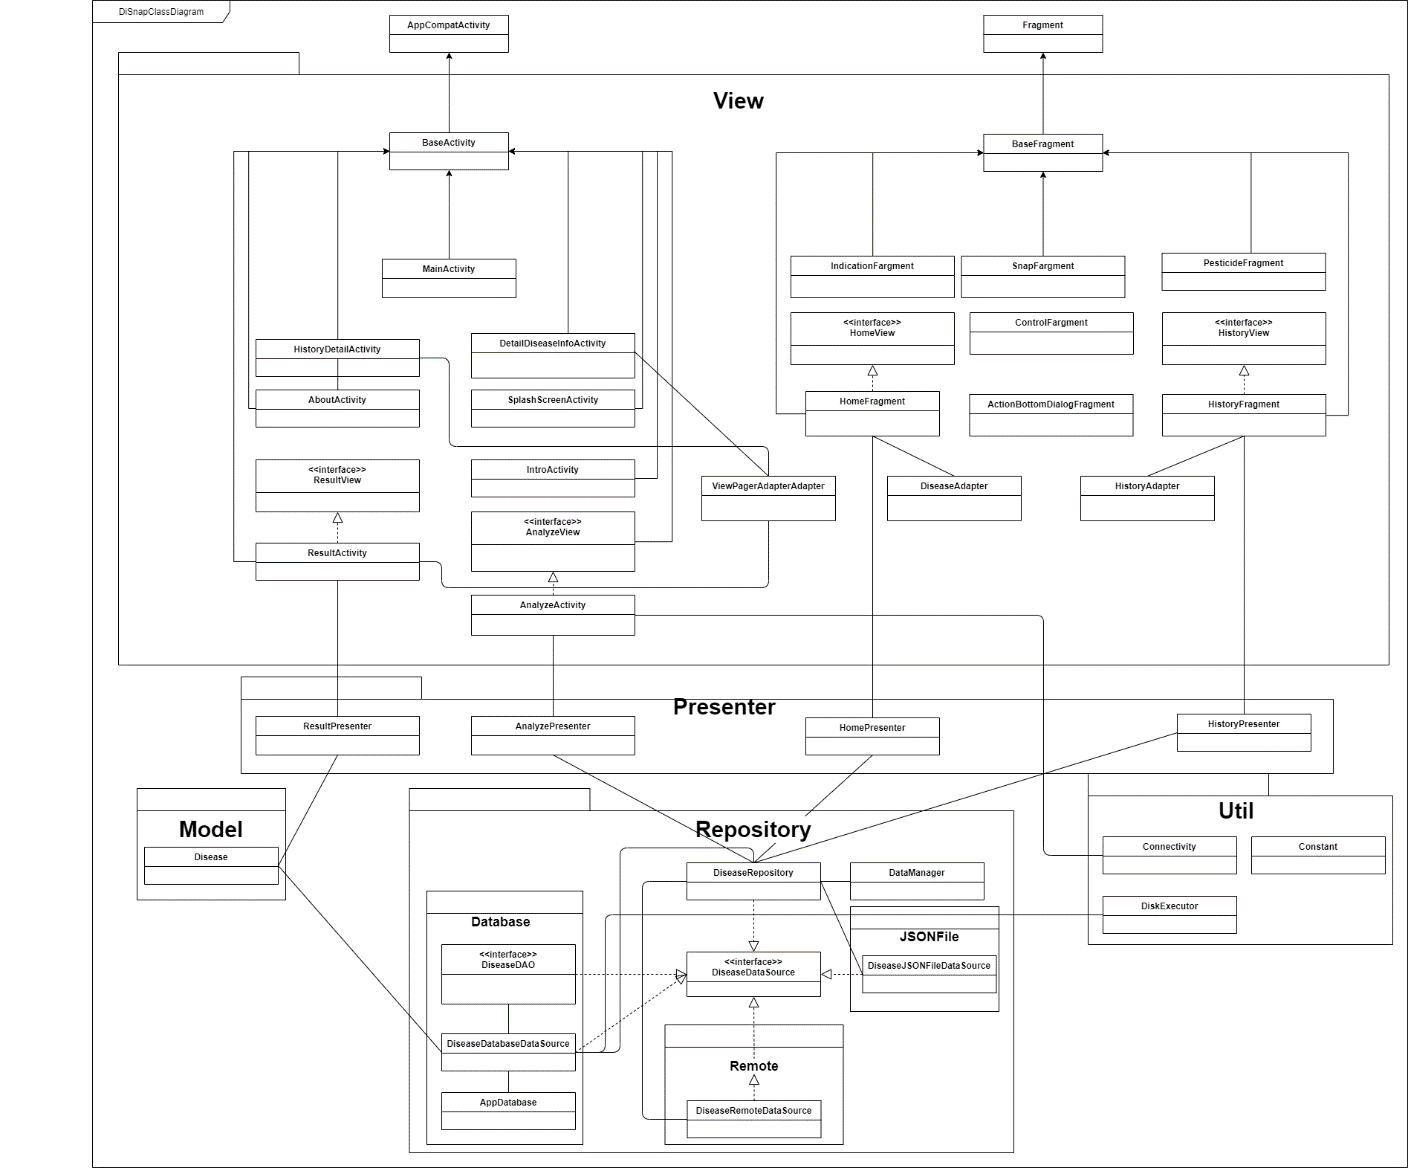 DiSnapClassDiagram
AppCompatActivity
Fragment
View
BaseActivity
BaseFragment
MainActivity
IndicationFargment
SnapFargment
PesticideFragment
<<interface>>
HomeView
ControlFargment
<<interface>>
HistoryView
HistoryDetailActivity
DetailDiseaseInfoActivity
AboutActivity
SplashScreenActivity
HomeFragment
ActionBottomDialogFragment
HistoryFragment
<<interface>>
ResultView
IntroActivity
ViewPagerAdapterAdapter
DiseaseAdapter
HistoryAdapter
<<interface>>
AnalyzeView
ResultActivity
AnalyzeActivity
Presenter
ResultPresenter
AnalyzePresenter
HomePresenter
HistoryPresenter
Model
Disease
Repository
Util
Connectivity
Constant
DiseaseRepository
DataManager
DiskExecutor
Database
JSONFile
<<interface>>
DiseaseDAO
<<interface>>
DiseaseDataSource
DiseaseJSONFileDataSource
DiseaseDatabaseDataSource
Remote
AppDatabase
DiseaseRemoteDataSource